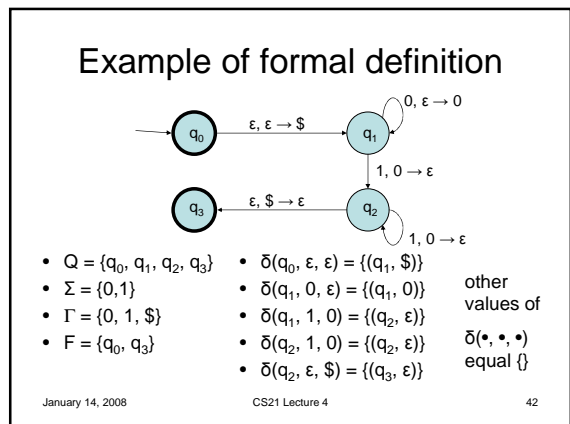 Example of formal definition
0, ε → 0
q₀
ε, ε → $
q₁
1, 0 → ε
q₃
ε, $ → ε
q₂
1, 0 → ε
• Q = {q₀, q₁, q₂, q₃}
• Σ = {0,1}
• Γ = {0, 1, $}
• F = {q₀, q₃}
• δ(q₀, ε, ε) = {(q₁, $)}
• δ(q₁, 0, ε) = {(q₁, 0)}
• δ(q₁, 1, 0) = {(q₂, ε)}
• δ(q₂, 1, 0) = {(q₂, ε)}
• δ(q₂, ε, $) = {(q₃, ε)}
other
values of
δ(•, •, •)
equal {}
January 14, 2008
CS21 Lecture 4
42